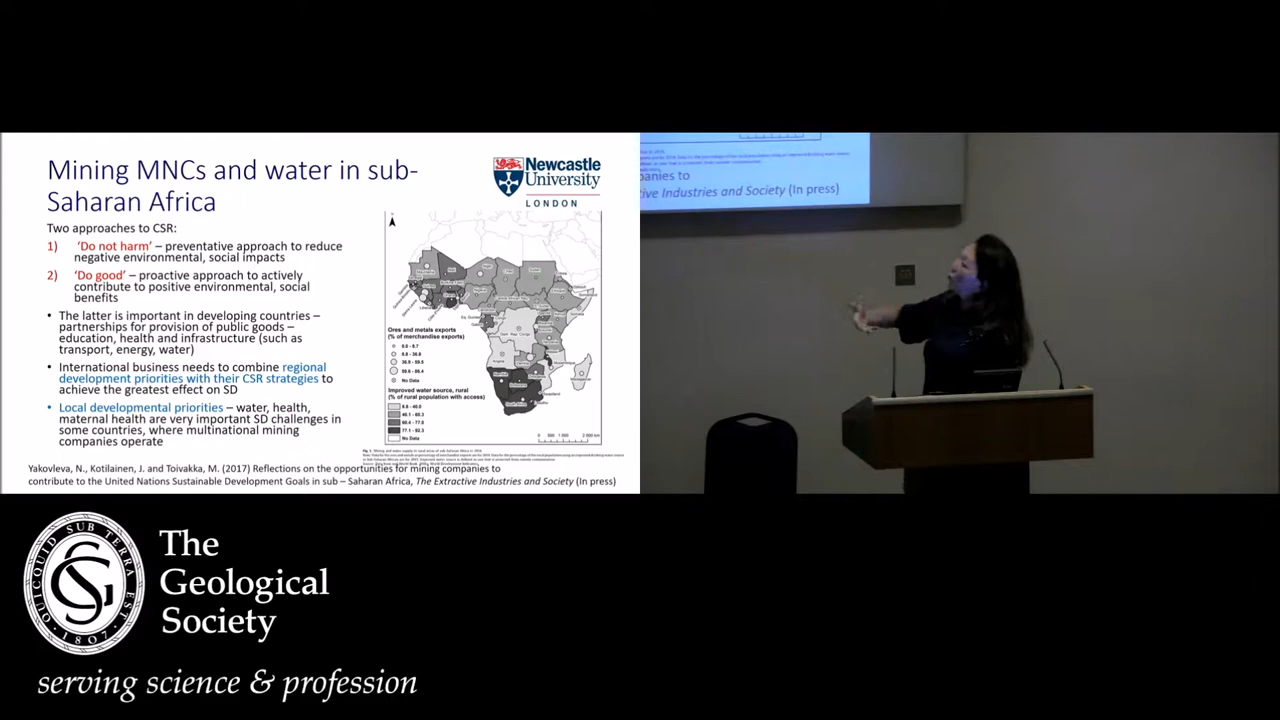 Mining MNCs and water in sub-
Saharan Africa
Newcastle
University
LONDON
Two approaches to CSR:
1) ‘Do not harm’ – preventative approach to reduce
negative environmental, social impacts
2) ‘Do good’ – proactive approach to actively
contribute to positive environmental, social
benefits
• The latter is important in developing countries –
partnerships for provision of public goods –
education, health and infrastructure (such as
transport, energy, water)
• International business needs to combine regional
development priorities with their CSR strategies to
achieve the greatest effect on SD
• Local developmental priorities – water, health,
maternal health are very important SD challenges in
some countries, where multinational mining
companies operate
Ores and metals exports
(% of merchandise exports)
No Data
Improved water source, rural
(% of rural population with access)
No Data
Madagascar
Angola
Yakovleva, N., Kotilainen, J. and Toivakka, M. (2017) Reflections on the opportunities for mining companies to
contribute to the United Nations Sustainable Development Goals in sub – Saharan Africa, The Extractive Industries and Society (In press)
panies to
ive Industries and Society (In press)
QUICQUID SUB TERRA EST
1807
The
Geological
Society
serving science & profession